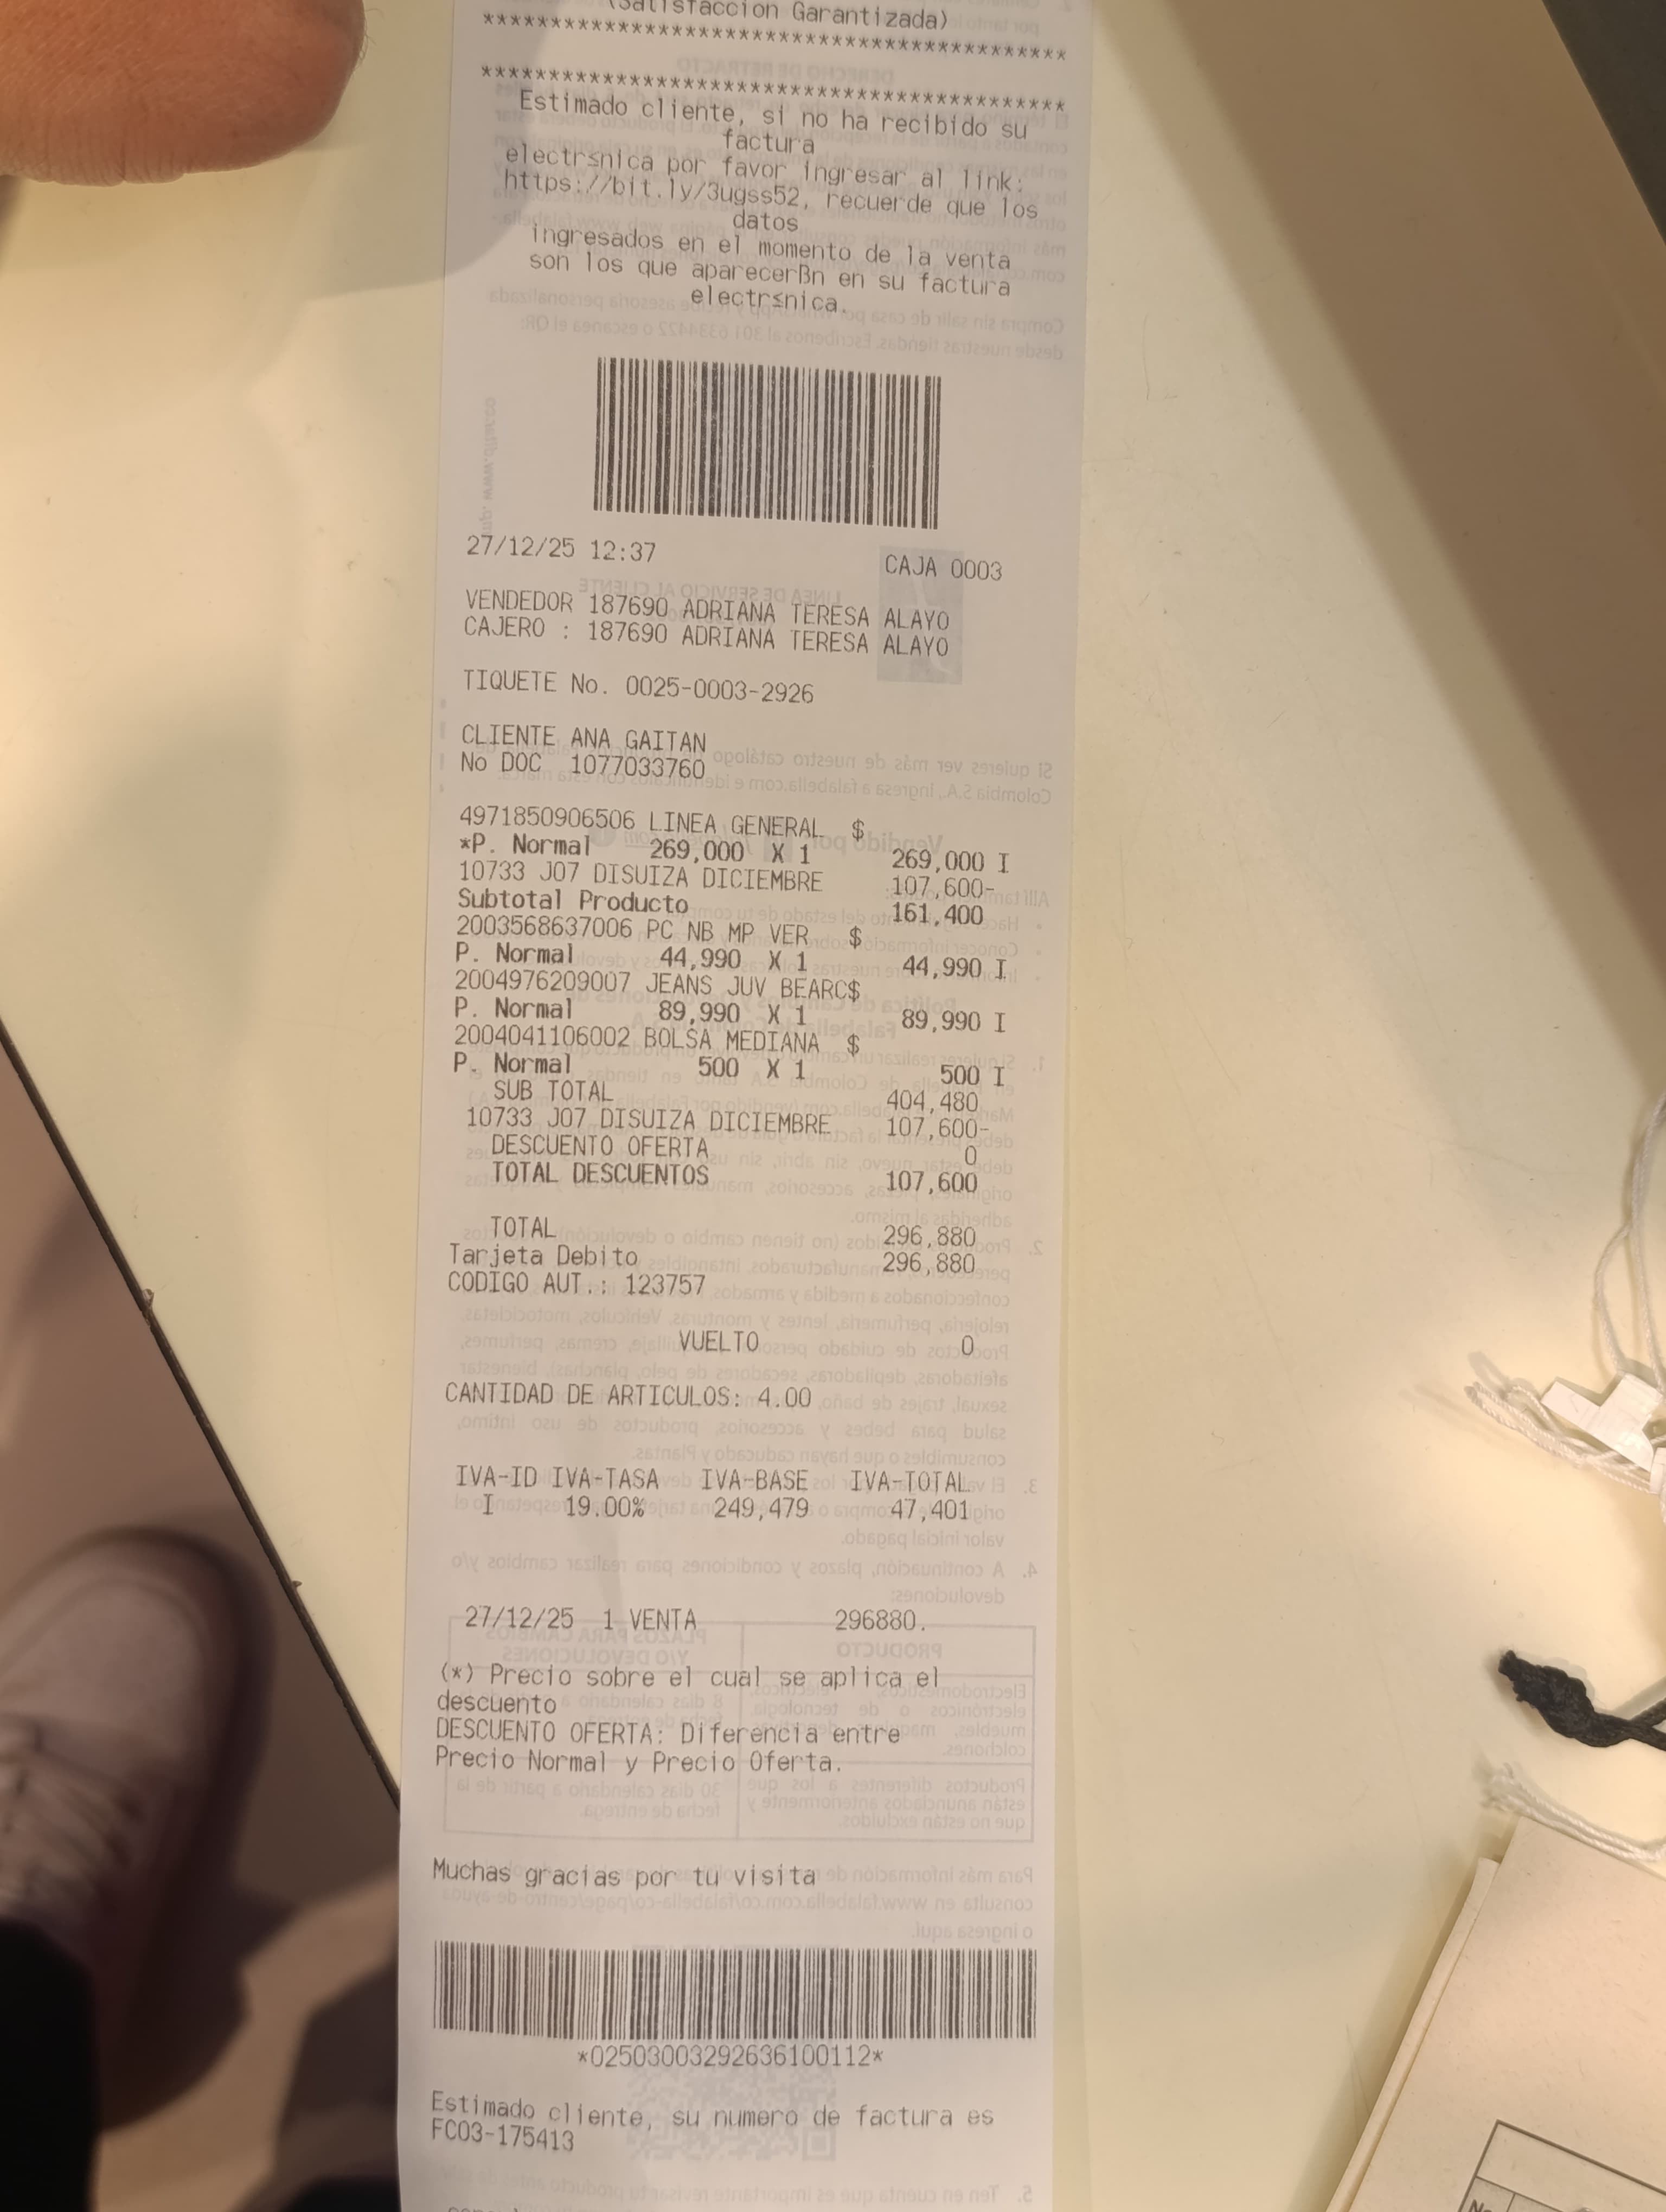 (Satisfaccion Garantizada)
*******************************************
*******************************************
Estimado cliente, si no ha recibido su
factura
electr≤nica por favor ingresar al link:
https://bit.ly/3ugss52, recuerde que los
datos
ingresados en el momento de la venta
son los que aparecerßn en su factura
electr≤nica.
27/12/25 12:37 CAJA 0003
VENDEDOR 187690 ADRIANA TERESA ALAYO
CAJERO : 187690 ADRIANA TERESA ALAYO
TIQUETE No. 0025-0003-2926
CLIENTE ANA GAITAN
No DOC 1077033760
4971850906506 LINEA GENERAL $
*P. Normal 269,000 X 1 269,000 I
10733 J07 DISUIZA DICIEMBRE 107,600-
Subtotal Producto 161,400
2003568637006 PC NB MP VER $
P. Normal 44,990 X 1 44,990 I
2004976209007 JEANS JUV BEARC$
P. Normal 89,990 X 1 89,990 I
2004041106002 BOLSA MEDIANA $
P. Normal 500 X 1 500 I
SUB TOTAL 404,480
10733 J07 DISUIZA DICIEMBRE 107,600-
DESCUENTO OFERTA 0
TOTAL DESCUENTOS 107,600
TOTAL 296,880
Tarjeta Debito 296,880
CODIGO AUT.: 123757
VUELTO 0
CANTIDAD DE ARTICULOS: 4.00
IVA-ID IVA-TASA IVA-BASE IVA-TOTAL
I 19.00% 249,479 47,401
27/12/25 1 VENTA 296880.
(*) Precio sobre el cual se aplica el
descuento
DESCUENTO OFERTA: Diferencia entre
Precio Normal y Precio Oferta.
Muchas gracias por tu visita
*02503003292636100112*
Estimado cliente, su numero de factura es
FC03-175413